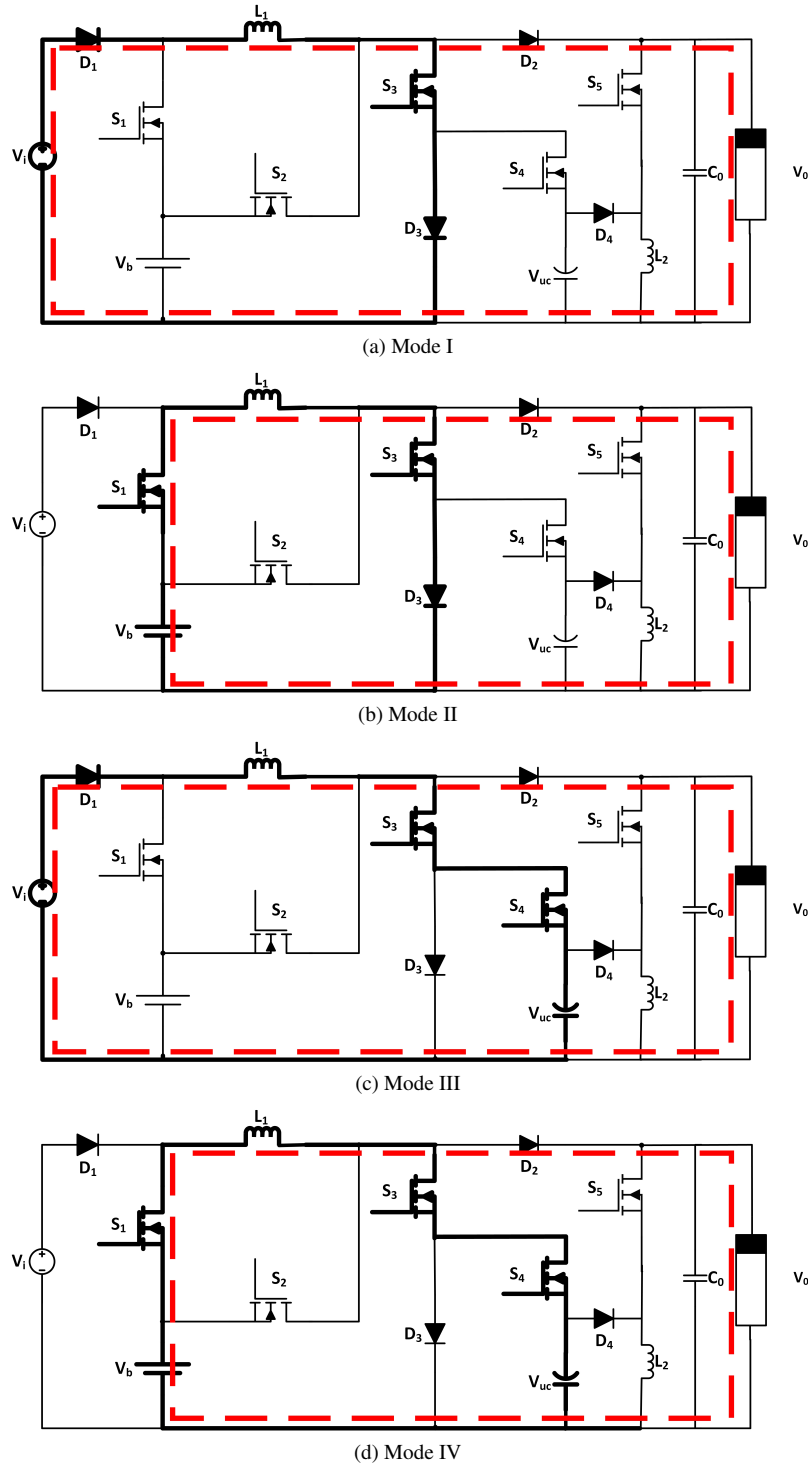 L1
D1
D2
S3
S5
S1
Vi
S2
S4
C0
V0
D3
D4
Vb
Vuc
L2
(a) Mode I
L1
D1
D2
S3
S5
S1
Vi
S2
S4
C0
V0
D3
D4
Vb
Vuc
L2
(b) Mode II
L1
D1
D2
S3
S5
S1
Vi
S2
S4
C0
V0
D3
D4
Vb
Vuc
L2
(c) Mode III
L1
D1
D2
S3
S5
S1
Vi
S2
S4
C0
V0
D3
D4
Vb
Vuc
L2
(d) Mode IV